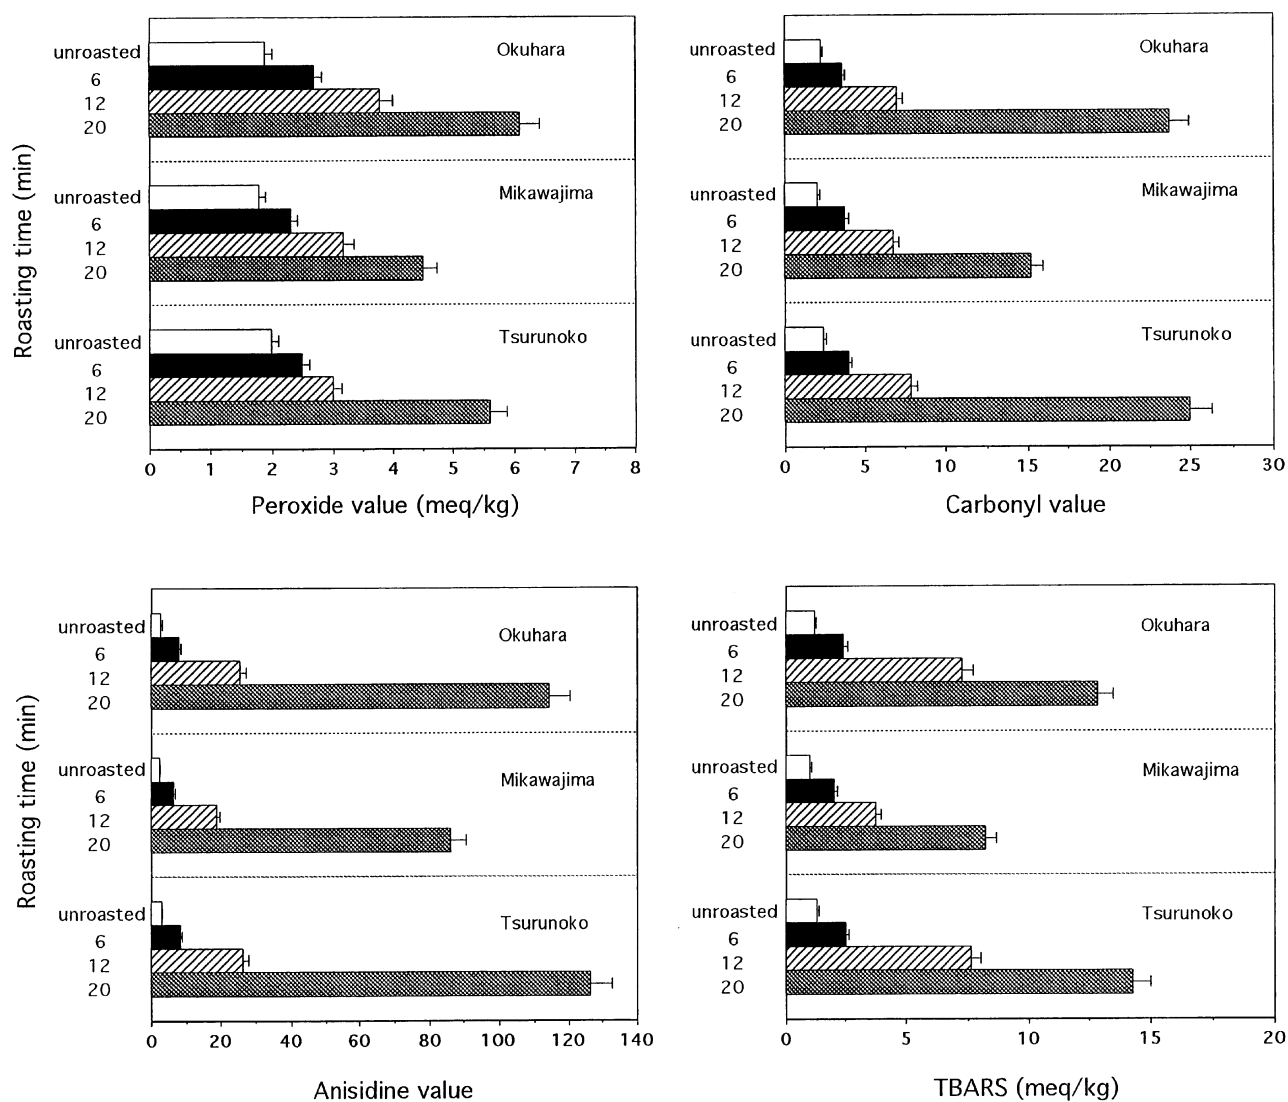 unroasted
6
12
20
Okuhara
unroasted
6
12
20
Mikawajima
unroasted
6
12
20
Tsurunoko
Roasting time (min)
0 1 2 3 4 5 6 7 8
Peroxide value (meq/kg)
unroasted
6
12
20
Okuhara
unroasted
6
12
20
Mikawajima
unroasted
6
12
20
Tsurunoko
0 5 10 15 20 25 30
Carbonyl value
unroasted
6
12
20
Okuhara
unroasted
6
12
20
Mikawajima
unroasted
6
12
20
Tsurunoko
Roasting time (min)
0 20 40 60 80 100 120 140
Anisidine value
unroasted
6
12
20
Okuhara
unroasted
6
12
20
Mikawajima
unroasted
6
12
20
Tsurunoko
0 5 10 15 20
TBARS (meq/kg)